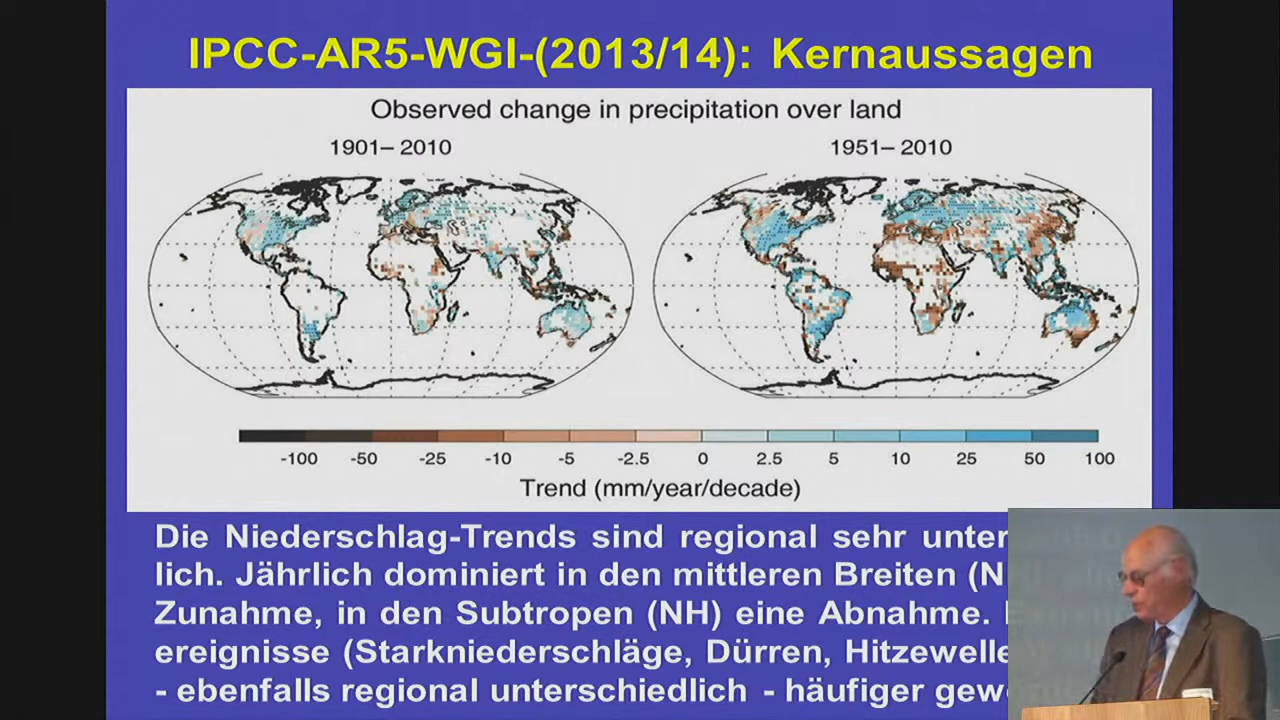 IPCC-AR5-WGI-(2013/14): Kernaussagen
Observed change in precipitation over land
1901– 2010
1951– 2010
-100 -50 -25 -10 -5 -2.5 0 2.5 5 10 25 50 100
Trend (mm/year/decade)
Die Niederschlag-Trends sind regional sehr unter
lich. Jährlich dominiert in den mittleren Breiten (N
Zunahme, in den Subtropen (NH) eine Abnahme.
ereignisse (Starkniederschläge, Dürren, Hitzewelle
- ebenfalls regional unterschiedlich - häufiger gewo